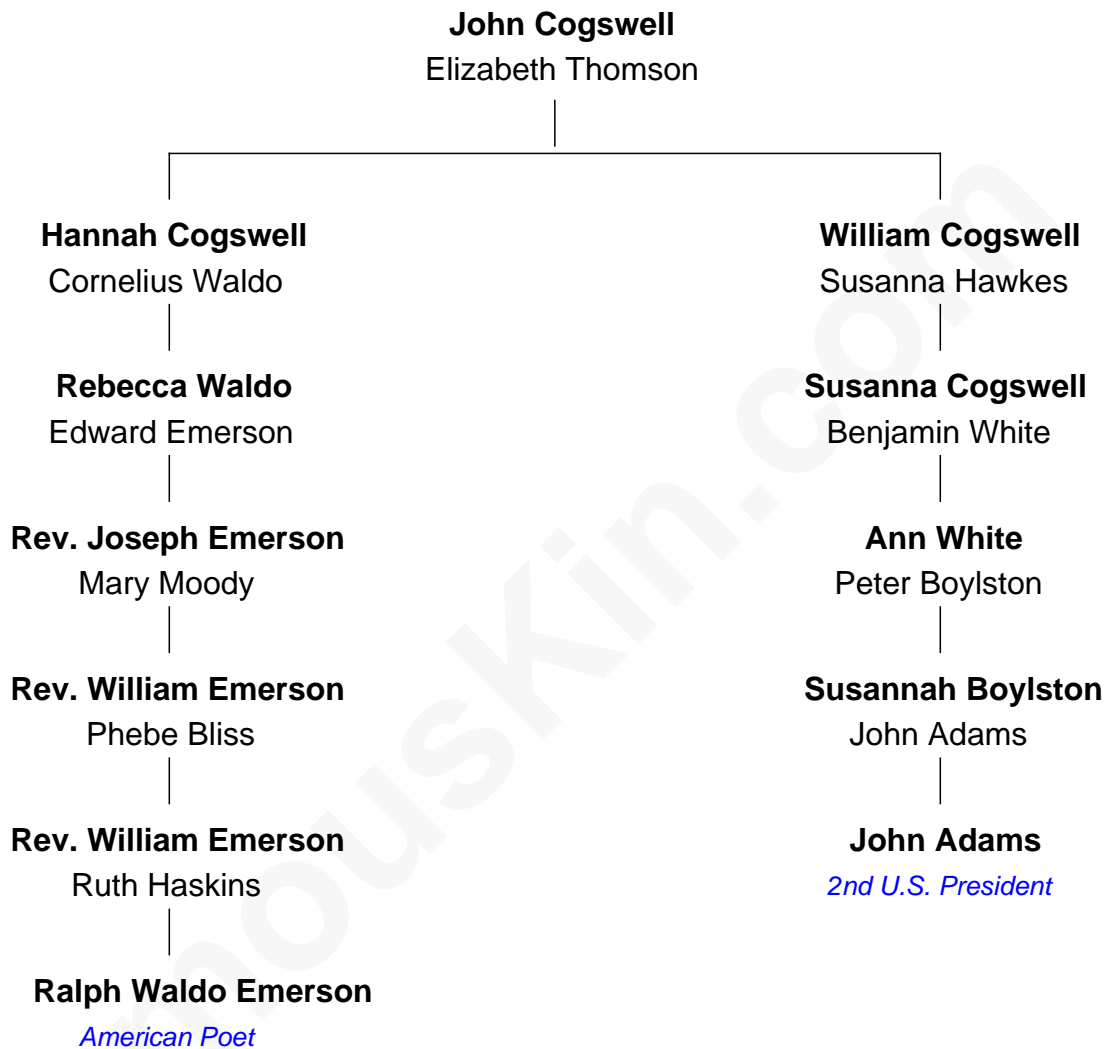 John Cogswell
Elizabeth Thomson
Hannah Cogswell
Cornelius Waldo
William Cogswell
Susanna Hawkes
Rebecca Waldo
Edward Emerson
Susanna Cogswell
Benjamin White
Rev. Joseph Emerson
Mary Moody
Ann White
Peter Boylston
Rev. William Emerson
Phebe Bliss
Susannah Boylston
John Adams
Rev. William Emerson
Ruth Haskins
John Adams
2nd U.S. President
Ralph Waldo Emerson
American Poet
mousKin.com